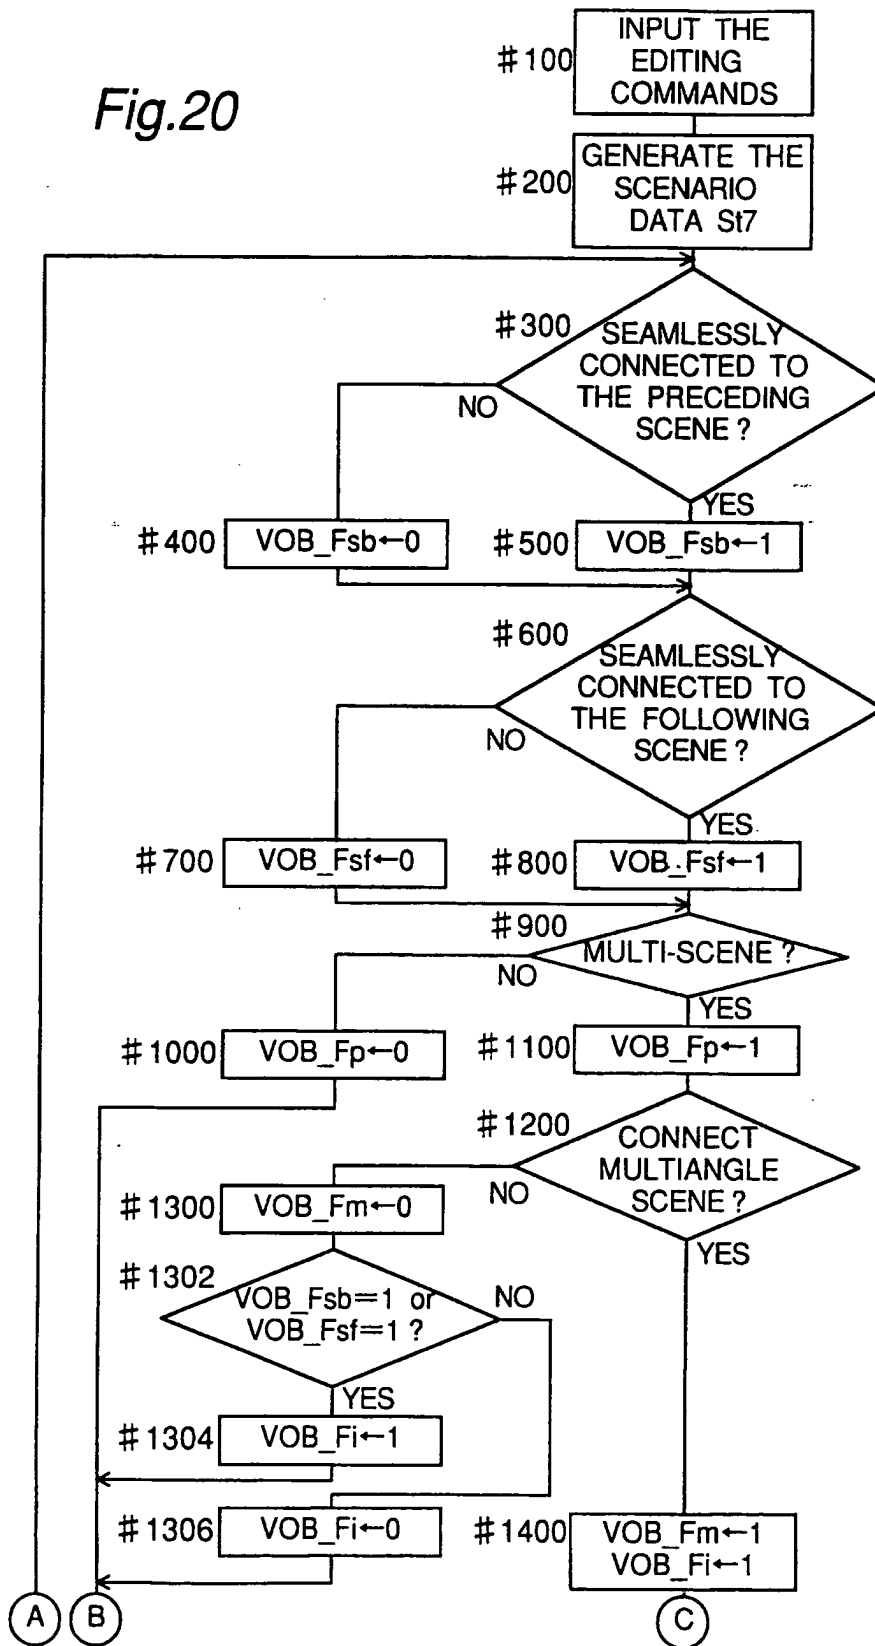 Fig.20
#100
INPUT THE
EDITING
COMMANDS
#200
GENERATE THE
SCENARIO
DATA St7
#300
SEAMLESSLY
CONNECTED TO
THE PRECEDING
SCENE?
NO
YES
#400
VOB_Fsb←0
#500
VOB_Fsb←1
#600
SEAMLESSLY
CONNECTED TO
THE FOLLOWING
SCENE?
NO
YES
#700
VOB_Fsf←0
#800
VOB_Fsf←1
#900
MULTI-SCENE?
NO
YES
#1000
VOB_Fp←0
#1100
VOB_Fp←1
#1200
CONNECT
MULTIANGLE
SCENE?
NO
YES
#1300
VOB_Fm←0
#1302
VOB_Fsb=1 or
VOB_Fsf=1?
NO
YES
#1304
VOB_Fi←1
#1306
VOB_Fi←0
#1400
VOB_Fm←1
VOB_Fi←1
A
B
C